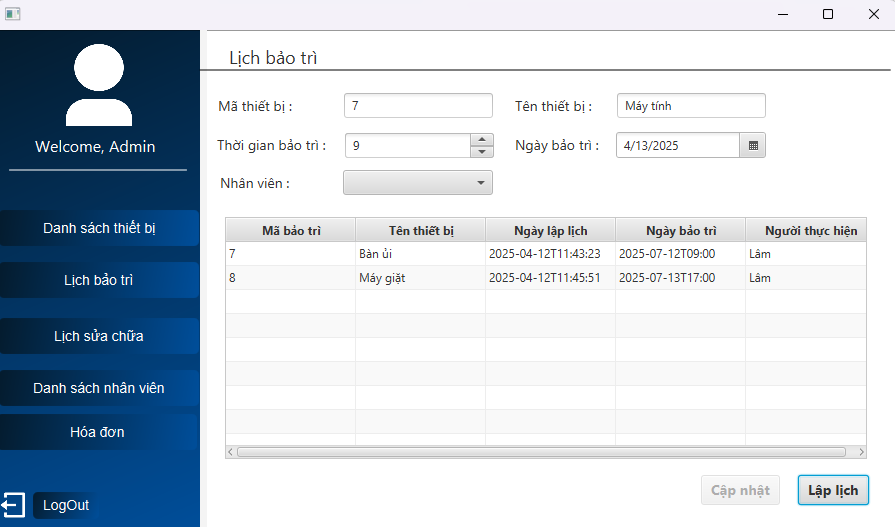 Lịch bảo trì
Welcome, Admin
Danh sách thiết bị
Lịch bảo trì
Lịch sửa chữa
Danh sách nhân viên
Hóa đơn
LogOut
Mã thiết bị : 7 Tên thiết bị : Máy tính
Thời gian bảo trì : 9 Ngày bảo trì : 4/13/2025
Nhân viên :
Mã bảo trì Tên thiết bị Ngày lập lịch Ngày bảo trì Người thực hiện
7 Bàn ủi 2025-04-12T11:43:23 2025-07-12T09:00 Lâm
8 Máy giặt 2025-04-12T11:45:51 2025-07-13T17:00 Lâm
Cập nhật Lập lịch